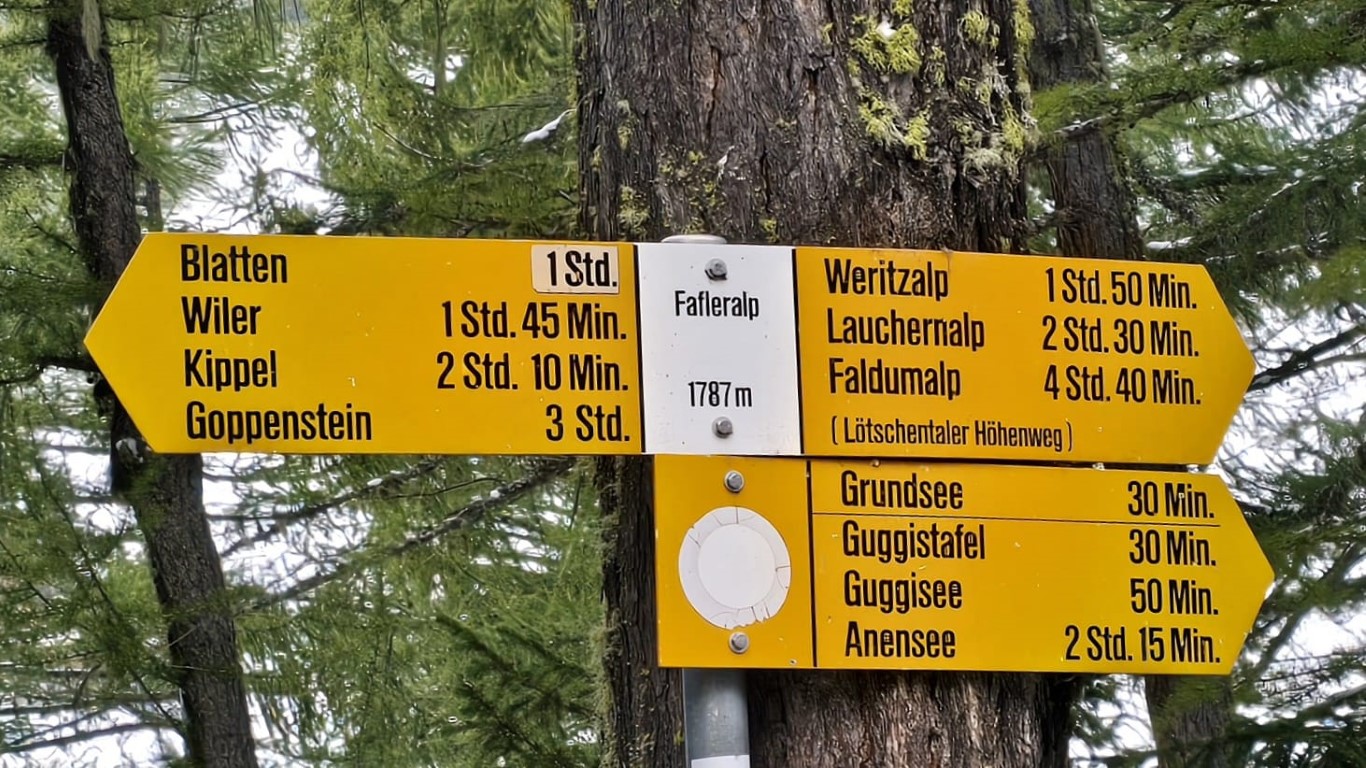 Blatten 1 Std.
Wiler 1 Std. 45 Min.
Kippel 2 Std. 10 Min.
Goppenstein 3 Std.
Fafleralp
1787 m
Weritzalp 1 Std. 50 Min.
Lauchernalp 2 Std. 30 Min.
Faldumalp 4 Std. 40 Min.
( Lötschentaler Höhenweg )
Grundsee 30 Min.
Guggistafel 30 Min.
Guggisee 50 Min.
Anensee 2 Std. 15 Min.